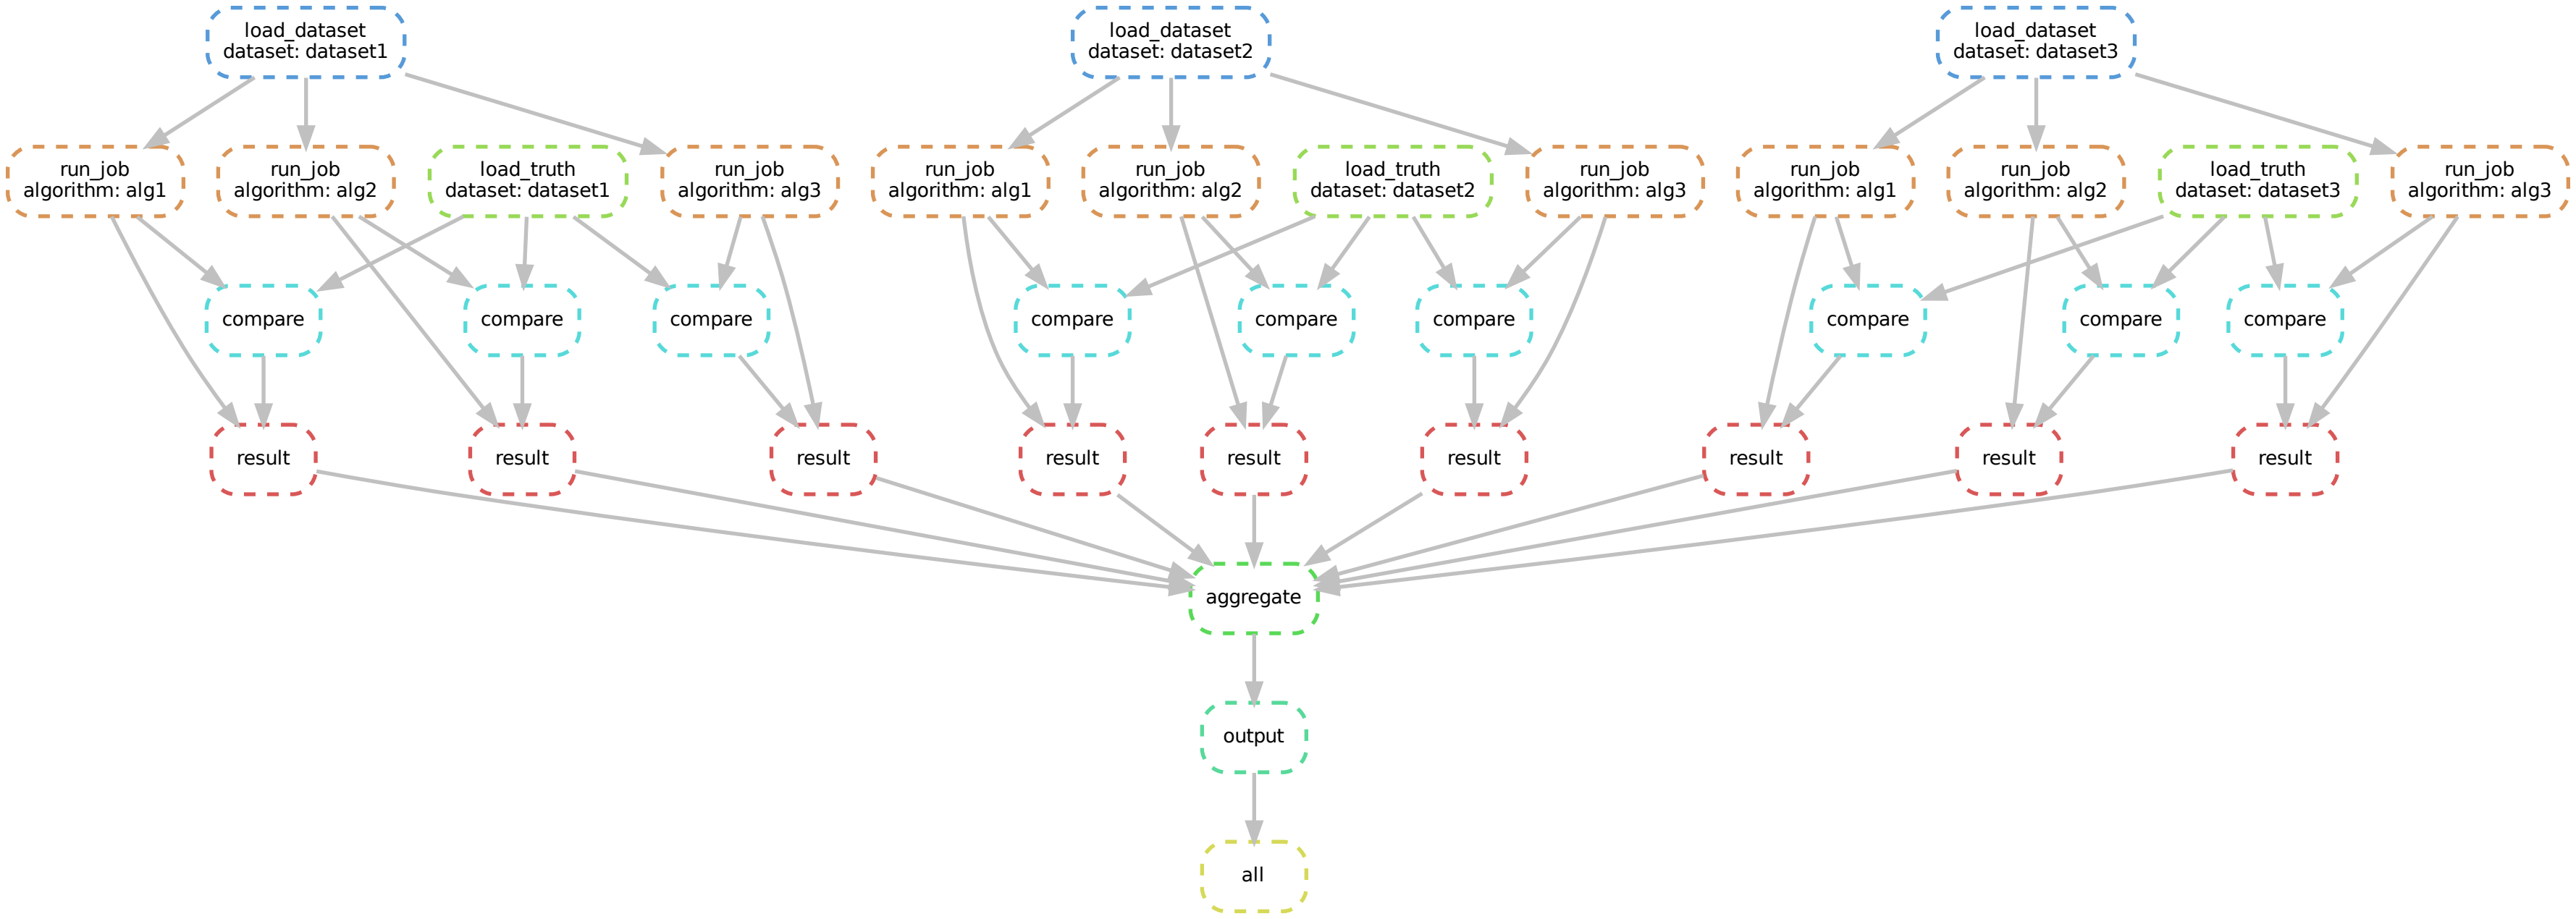 load_dataset
dataset: dataset1
load_dataset
dataset: dataset2
load_dataset
dataset: dataset3
run_job
algorithm: alg1
run_job
algorithm: alg2
load_truth
dataset: dataset1
run_job
algorithm: alg3
run_job
algorithm: alg1
run_job
algorithm: alg2
load_truth
dataset: dataset2
run_job
algorithm: alg3
run_job
algorithm: alg1
run_job
algorithm: alg2
load_truth
dataset: dataset3
run_job
algorithm: alg3
compare
compare
compare
compare
compare
compare
compare
compare
compare
result
result
result
result
result
result
result
result
result
aggregate
output
all